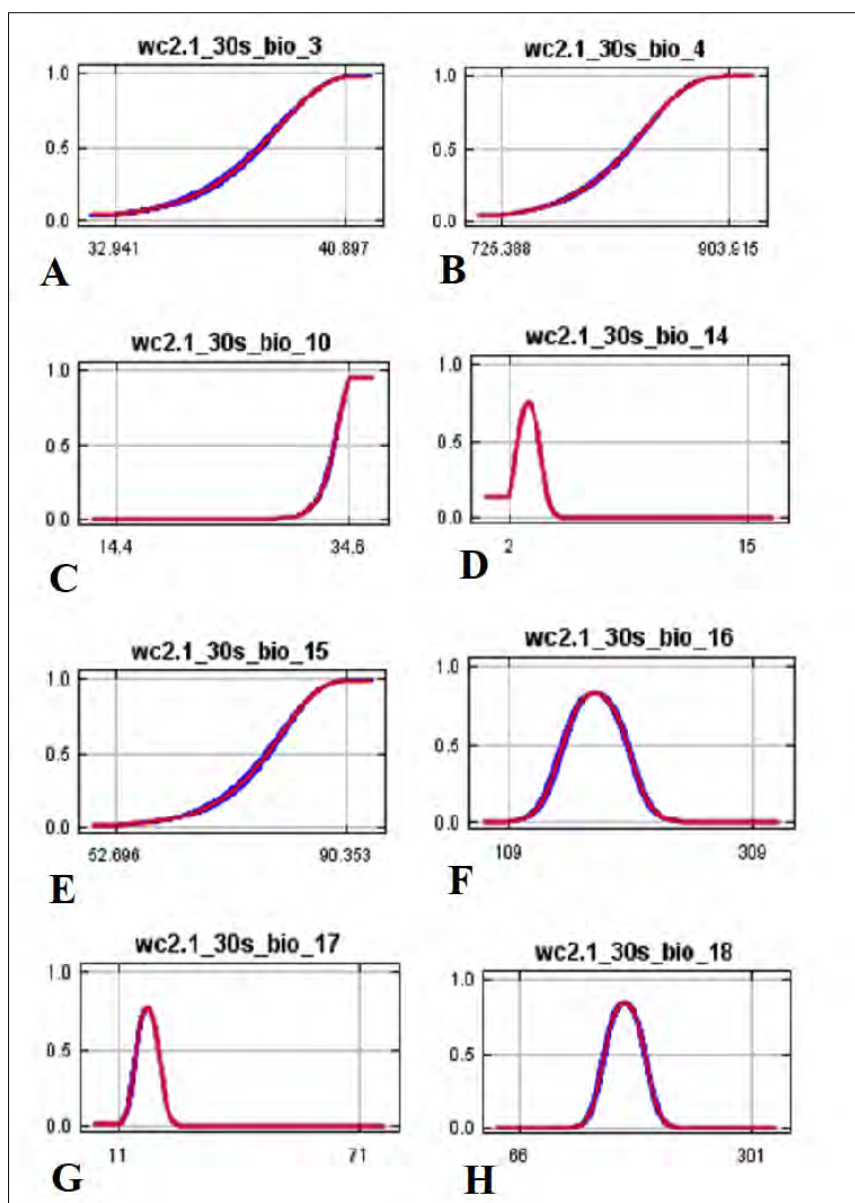 wc2.1_30s_bio_3
1.0
0.5
0.0
32.941
40.897
A
wc2.1_30s_bio_4
1.0
0.5
0.0
725.388
903.915
B
wc2.1_30s_bio_10
1.0
0.5
0.0
14.4
34.6
C
wc2.1_30s_bio_14
1.0
0.5
0.0
2
15
D
wc2.1_30s_bio_15
1.0
0.5
0.0
52.696
90.353
E
wc2.1_30s_bio_16
1.0
0.5
0.0
109
309
F
wc2.1_30s_bio_17
1.0
0.5
0.0
11
71
G
wc2.1_30s_bio_18
1.0
0.5
0.0
66
301
H